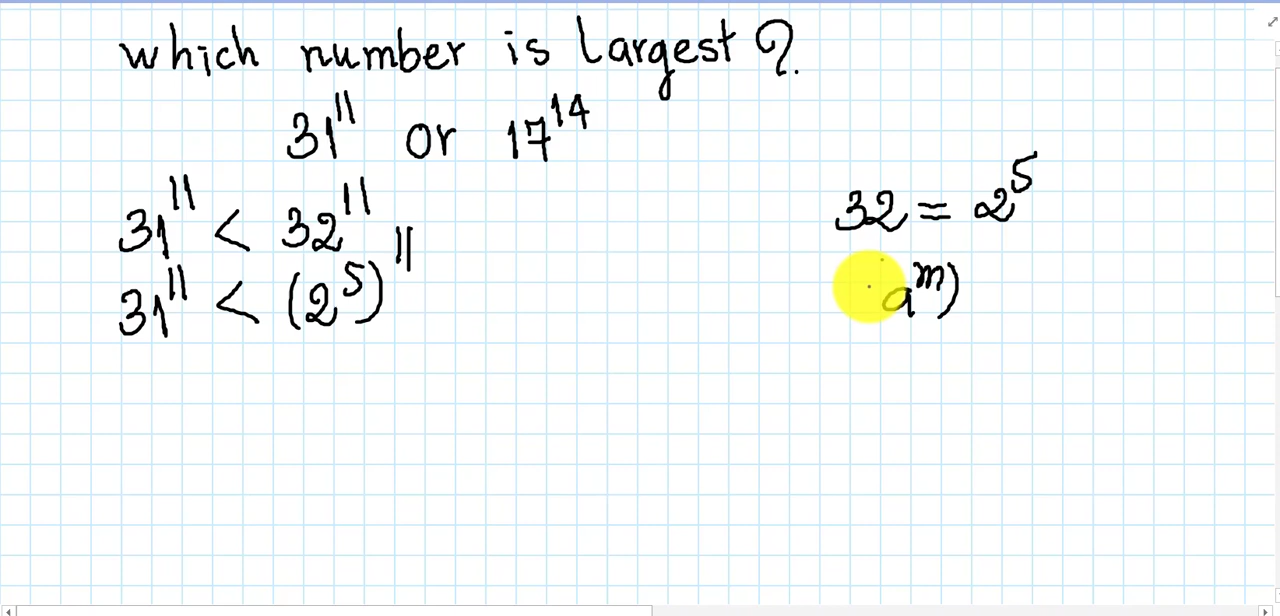 which number is largest?
31^11 or 17^14
31^11 < 32^11
32 = 2^5
31^11 < (2^5)^11
a^m)